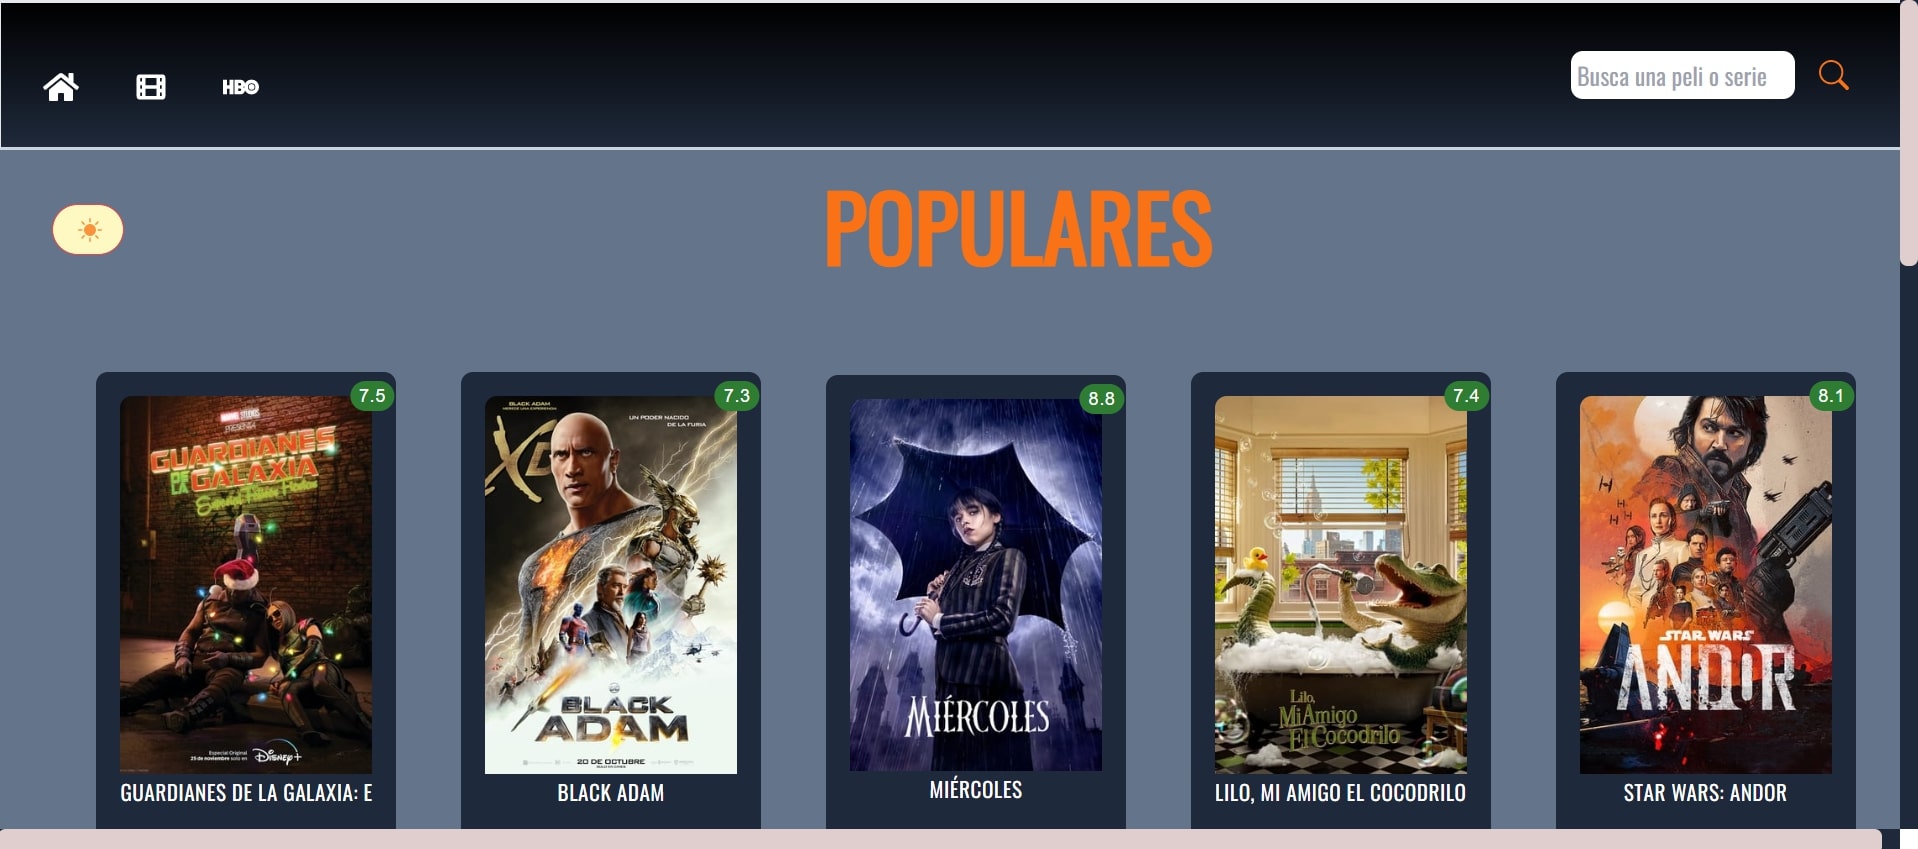 HBO
Busca una peli o serie
POPULARES
7.5
MARVEL STUDIOS
PRESENTA
GUARDIANES
DE LA
GALAXIA
Especial Original
25 de noviembre solo en
Disney+
GUARDIANES DE LA GALAXIA: E
7.3
BLACK ADAM
UN PODER NACIDO
DE LA FURIA
BLACK
ADAM
20 DE OCTUBRE
BLACK ADAM
8.8
MIÉRCOLES
MIÉRCOLES
7.4
Lilo,
Mi Amigo
El Cocodrilo
LILO, MI AMIGO EL COCODRILO
8.1
STAR WARS
ANDOR
STAR WARS: ANDOR